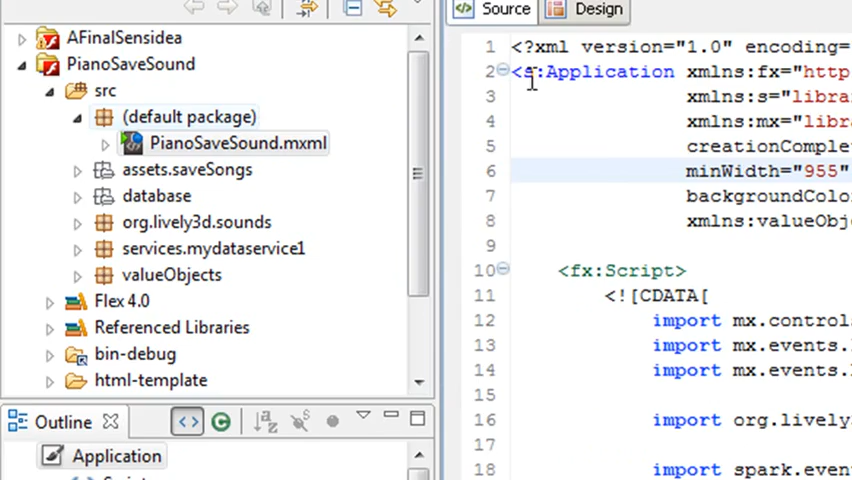 AFinalSensidea
PianoSaveSound
src
(default package)
PianoSaveSound.mxml
assets.saveSongs
database
org.lively3d.sounds
services.mydataservice1
valueObjects
Flex 4.0
Referenced Libraries
bin-debug
html-template
Outline
Application
Source Design
1 <?xml version="1.0" encoding=
2 <s:Application xmlns:fx="http
3 xmlns:s="libra
4 xmlns:mx="libr
5 creationComple
6 minWidth="955"
7 backgroundColo
8 xmlns:valueObj
9
10 <fx:Script>
11 <![CDATA[
12 import mx.control
13 import mx.events.
14 import mx.events.
15
16 import org.lively
17
18 import spark.even